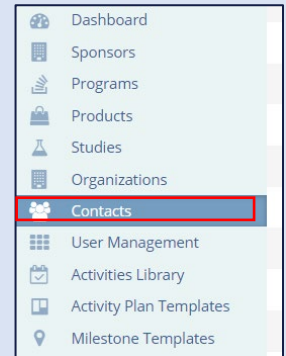 Dashboard
Sponsors
Programs
Products
Studies
Organizations
Contacts
User Management
Activities Library
Activity Plan Templates
Milestone Templates